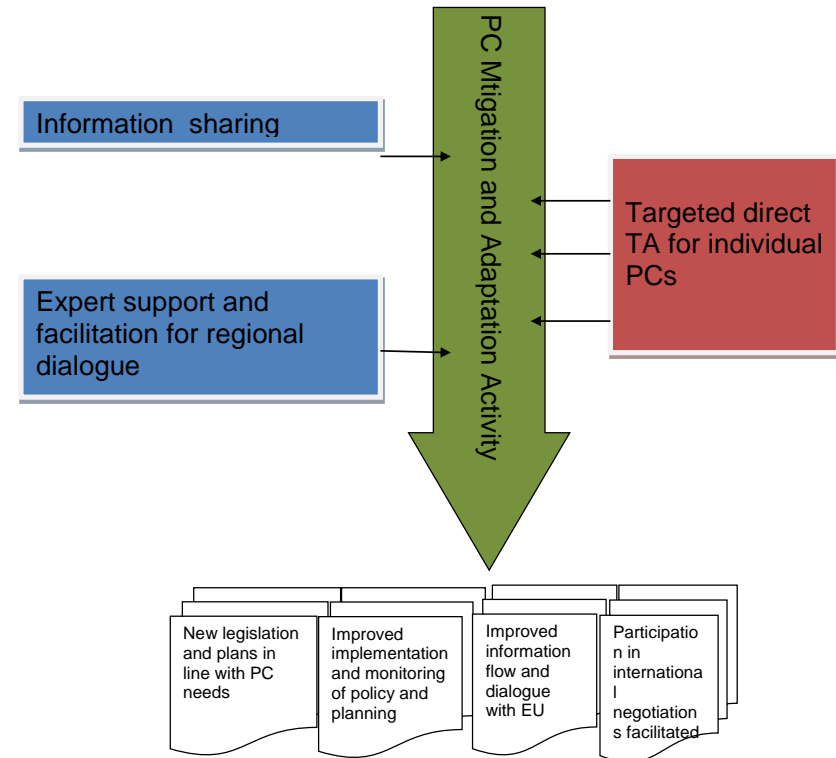 PC Mtigation and Adaptation Activity
Information sharing
Targeted direct
TA for individual
PCs
Expert support and
facilitation for regional
dialogue
New legislation
and plans in
line with PC
needs
Improved
implementation
and monitoring
of policy and
planning
Improved
information
flow and
dialogue
with EU
Participatio
n in
internationa
l
negotiation
s facilitated